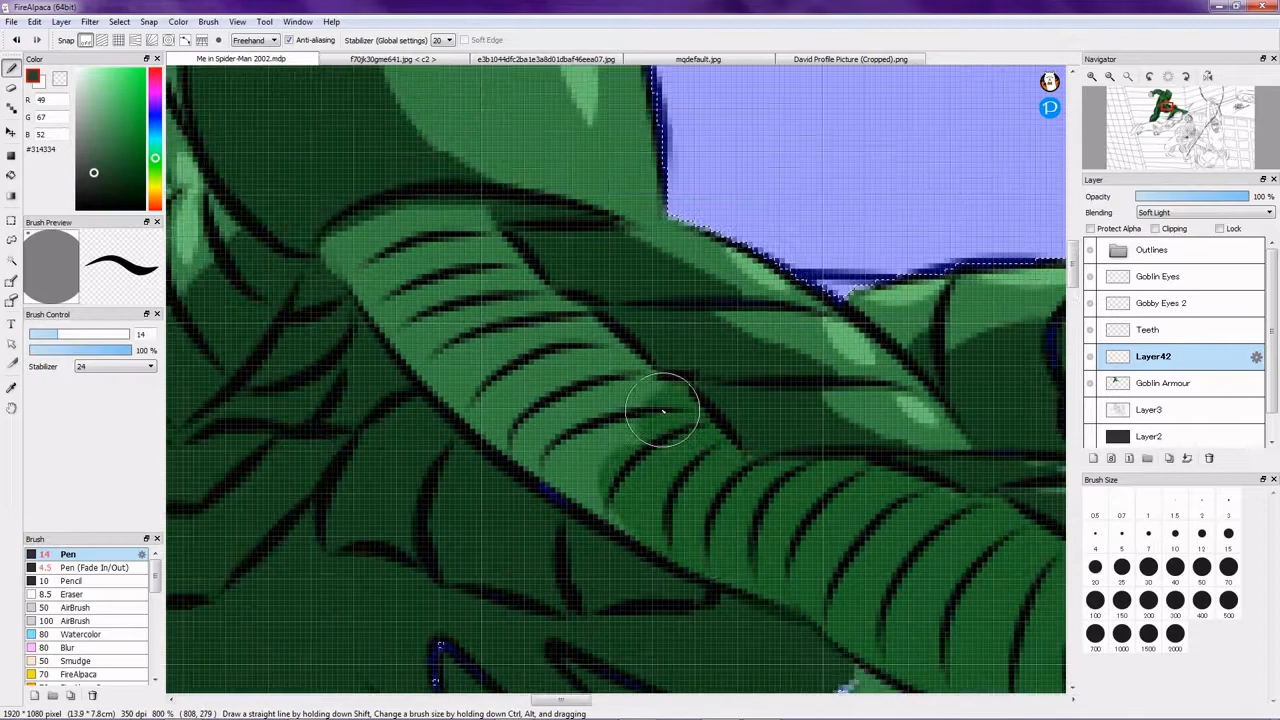 FireAlpaca (64bit)
File Edit Layer Filter Select Snap Color Brush View Tool Window Help
Snap off Freehand Anti-aliasing Stabilizer (Global settings) 20 Soft Edge
Color
Me in Spider-Man 2002.mdp f70jk30gme641.jpg < c2 > e3b1044dfc2ba1e3a8d01dbaf46eea07.jpg mqdefault.jpg David Profile Picture (Cropped).png
Navigator
R 49
G 67
B 52
#314334
Layer
Opacity 100 %
Blending Soft Light
Protect Alpha Clipping Lock
Outlines
Goblin Eyes
Gobby Eyes 2
Teeth
Layer42
Goblin Armour
Layer3
Layer2
Brush Preview
Brush Control
14
100 %
Stabilizer 24
Brush Size
0.5 0.7 1 1.5 2 3
4 5 7 10 12 15
20 25 30 40 50 70
100 150 200 300 400 500
700 1000 1500 2000
Brush
14 Pen
4.5 Pen (Fade In/Out)
10 Pencil
8.5 Eraser
50 AirBrush
100 AirBrush
80 Watercolor
80 Blur
50 Smudge
70 FireAlpaca
1920 * 1080 pixel (13.9 * 7.8cm) 350 dpi 800 % ( 808, 279 ) Draw a straight line by holding down Shift, Change a brush size by holding down Ctrl, Alt, and dragging